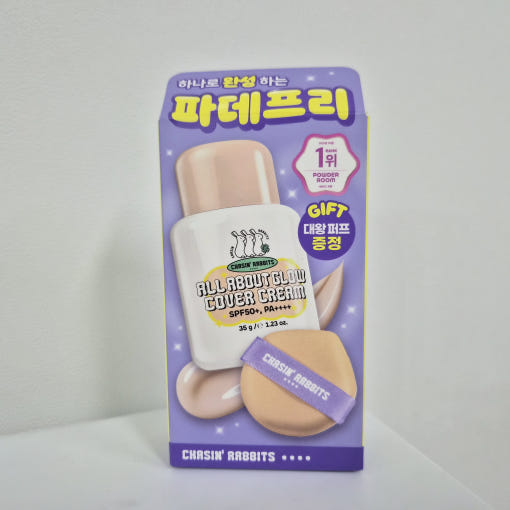 하나로 완성 하는
파데프리
1위
RANK
POWDER
ROOM
GIFT
대왕 퍼프
증정
CHASIN' RABBITS
ALL ABOUT GLOW
COVER CREAM
SPF50+, PA++++
35 g / ℮ 1.23 oz.
CHASIN' RABBITS
CHASIN' RABBITS